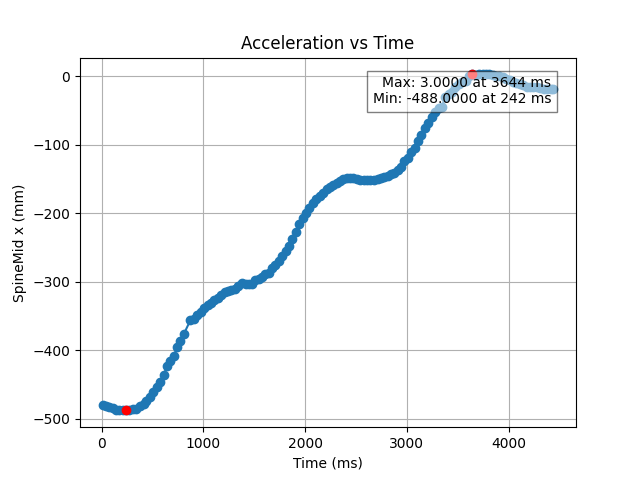 Acceleration vs Time
Max: 3.0000 at 3644 ms
Min: -488.0000 at 242 ms
0
−100
−200
−300
−400
−500
SpineMid x (mm)
0 1000 2000 3000 4000
Time (ms)